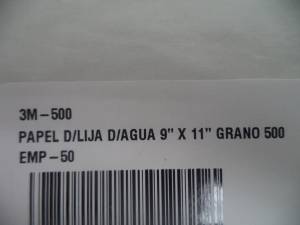 3M-500
PAPEL D/LIJA D/AGUA 9" X 11" GRANO 500
EMP-50